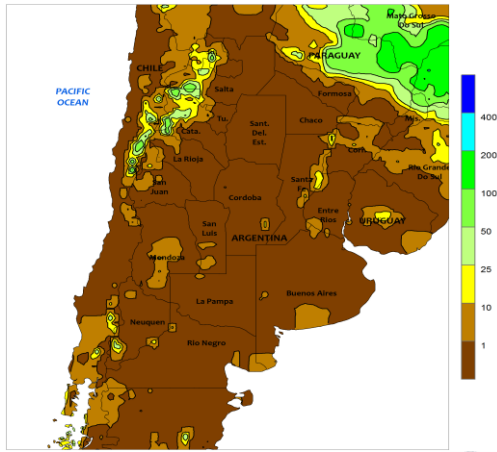 Mato Grosso
Do Sul
PARAGUAY
CHILE
PACIFIC
OCEAN
Salta
Formosa
Tu.
Chaco
Mis.
Cata.
Sant.
Del.
Est.
Corr.
La Rioja
Rio Grande
Do Sul
San
Juan
Santa
Fe
Cordoba
Entre
Rios
URUGUAY
San
Luis
ARGENTINA
Mendoza
La Pampa
Buenos Aires
Neuquen
Rio Negro
400
200
100
50
25
10
1